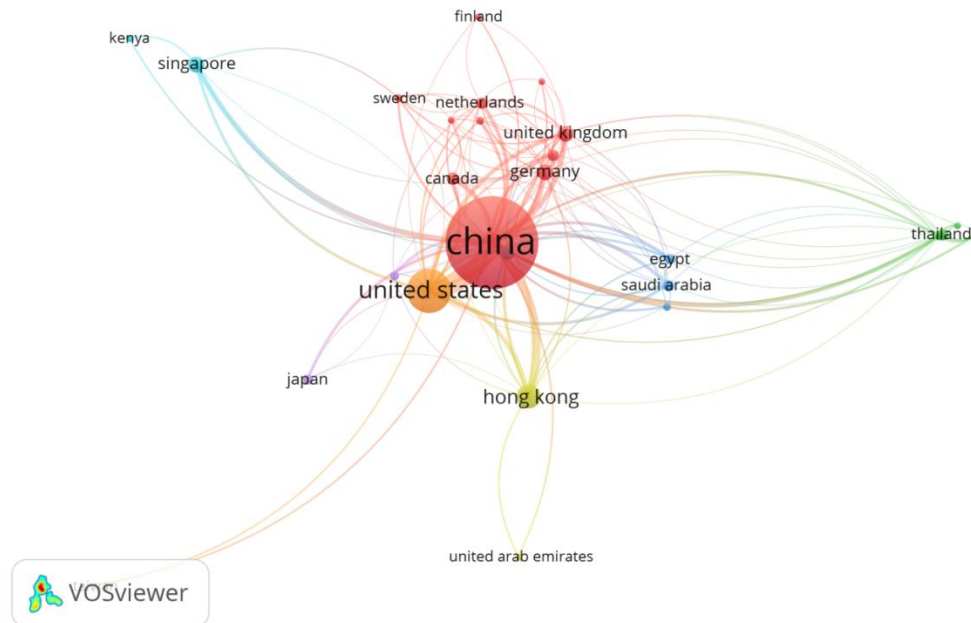 finland
kenya
singapore
sweden
netherlands
united kingdom
canada
germany
china
thailand
egypt
saudi arabia
united states
japan
hong kong
united arab emirates
VOSviewer